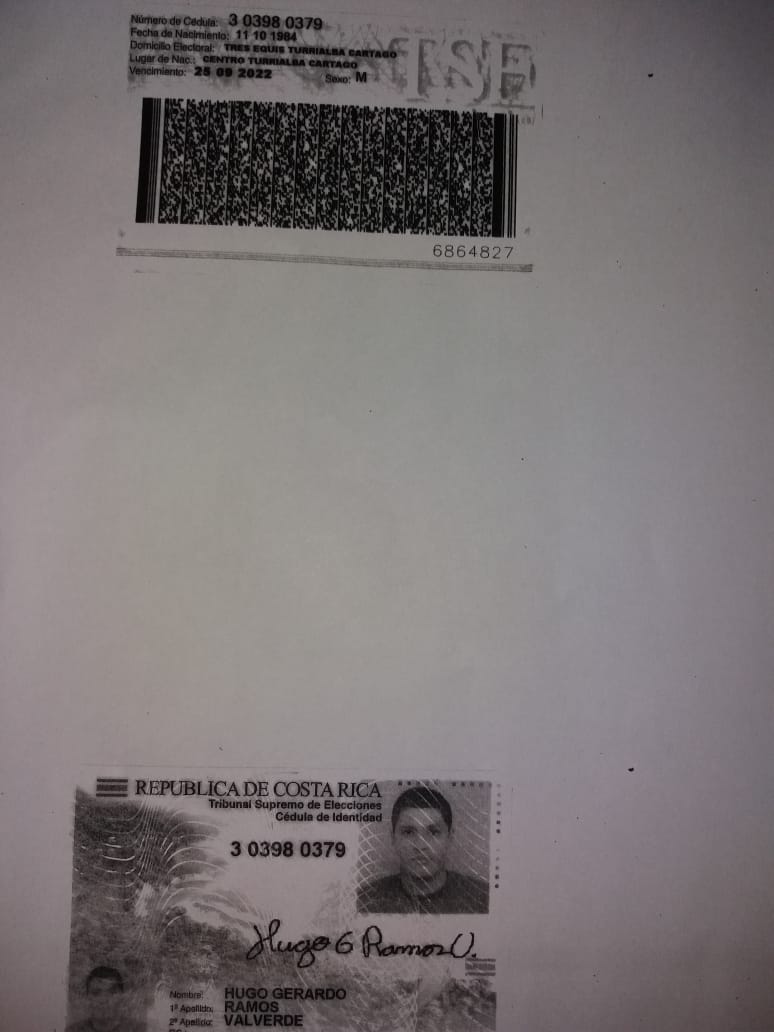 Número de Cédula: 3 0398 0379
Fecha de Nacimiento: 11 10 1984
Domicilio Electoral: TRES EQUIS TURRIALBA CARTAGO
Lugar de Nac.: CENTRO TURRIALBA CARTAGO
Vencimiento: 25 09 2022 Sexo: M
TSE
6864827
REPUBLICA DE COSTA RICA
Tribunal Supremo de Elecciones
Cédula de Identidad
3 0398 0379
Hugo G Ramos V.
Nombre: HUGO GERARDO
1º Apellido: RAMOS
2º Apellido: VALVERDE